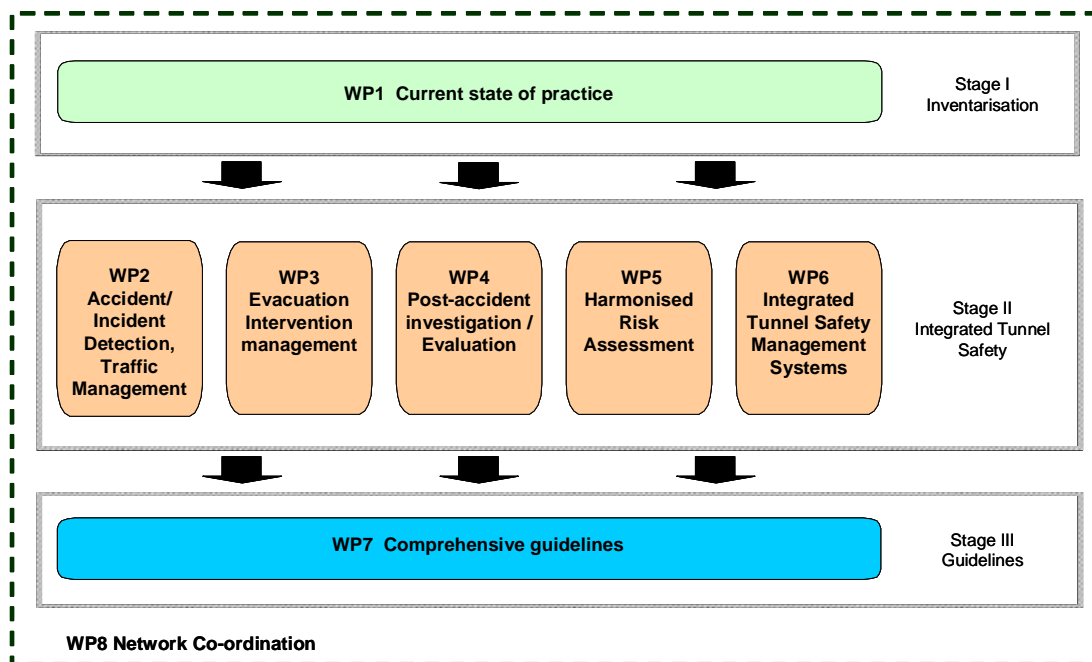 WP1 Current state of practice
Stage I
Inventarisation
WP2
Accident/
Incident
Detection,
Traffic
Management
WP3
Evacuation
Intervention
management
WP4
Post-accident
investigation /
Evaluation
WP5
Harmonised
Risk
Assessment
WP6
Integrated
Tunnel Safety
Management
Systems
Stage II
Integrated Tunnel
Safety
WP7 Comprehensive guidelines
Stage III
Guidelines
WP8 Network Co-ordination